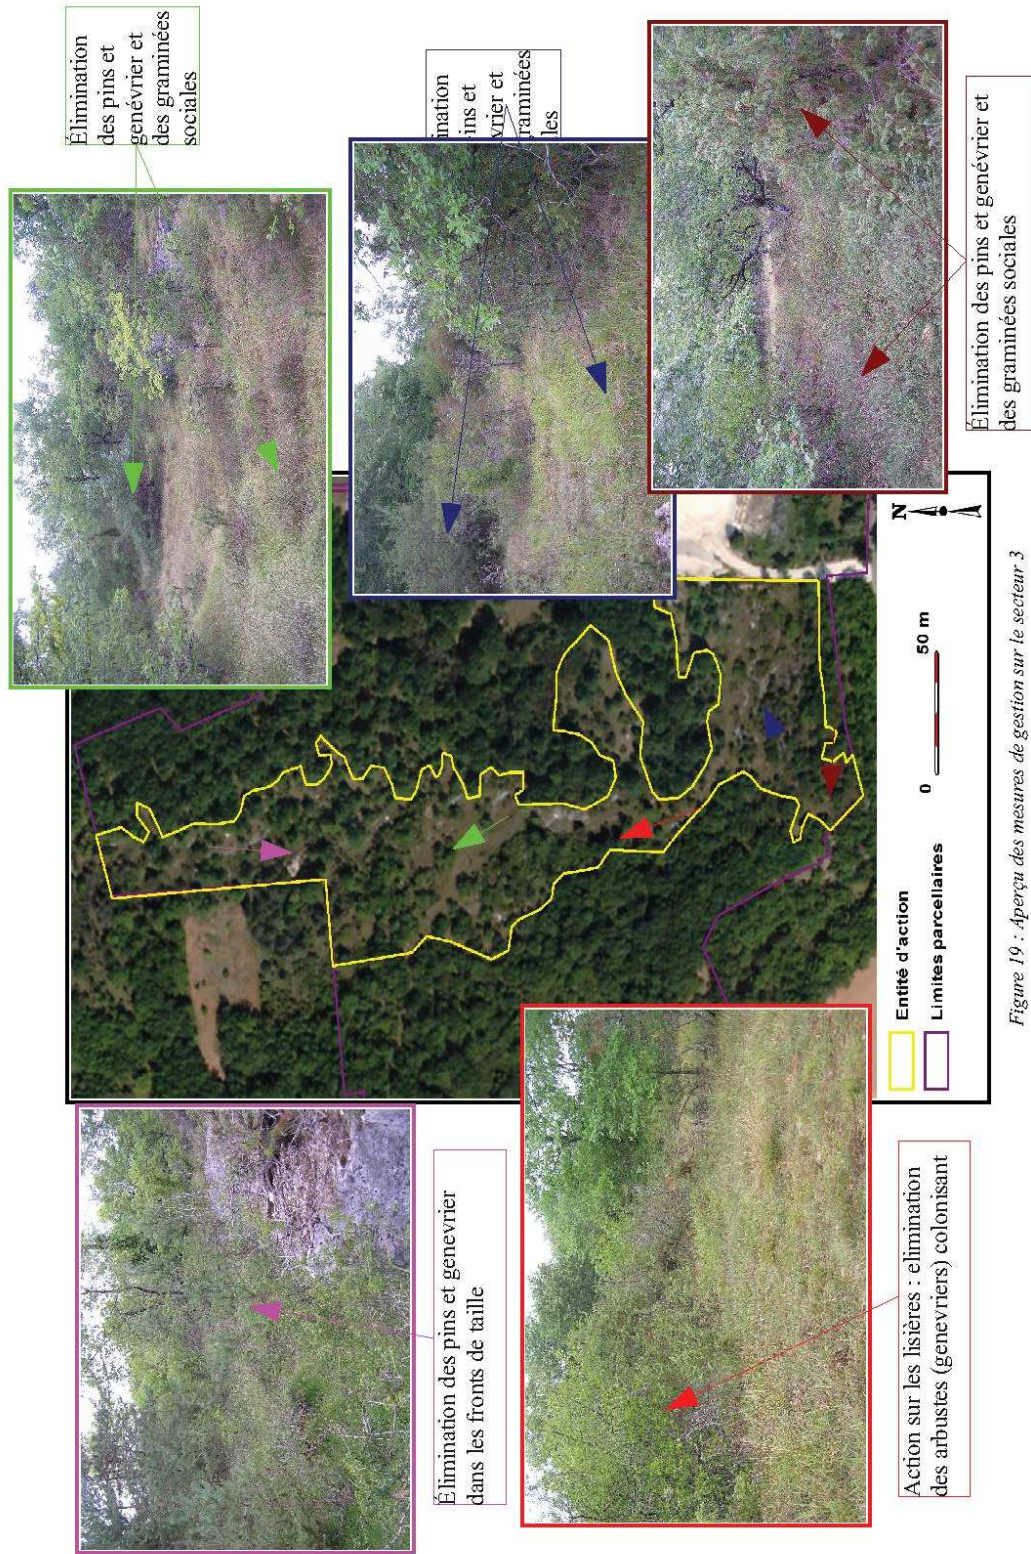 Élimination
des pins et
genévrier et
des graminées
sociales
ination
ins et
vrier et
raminées
les
Élimination des pins et genévrier et
des graminées sociales
Élimination des pins et genevrier
dans les fronts de taille
Action sur les lisières : elimination
des arbustes (genevriers) colonisant
Entité d'action
Limites parcellaires
0
50 m
N
Figure 19 : Aperçu des mesures de gestion sur le secteur 3